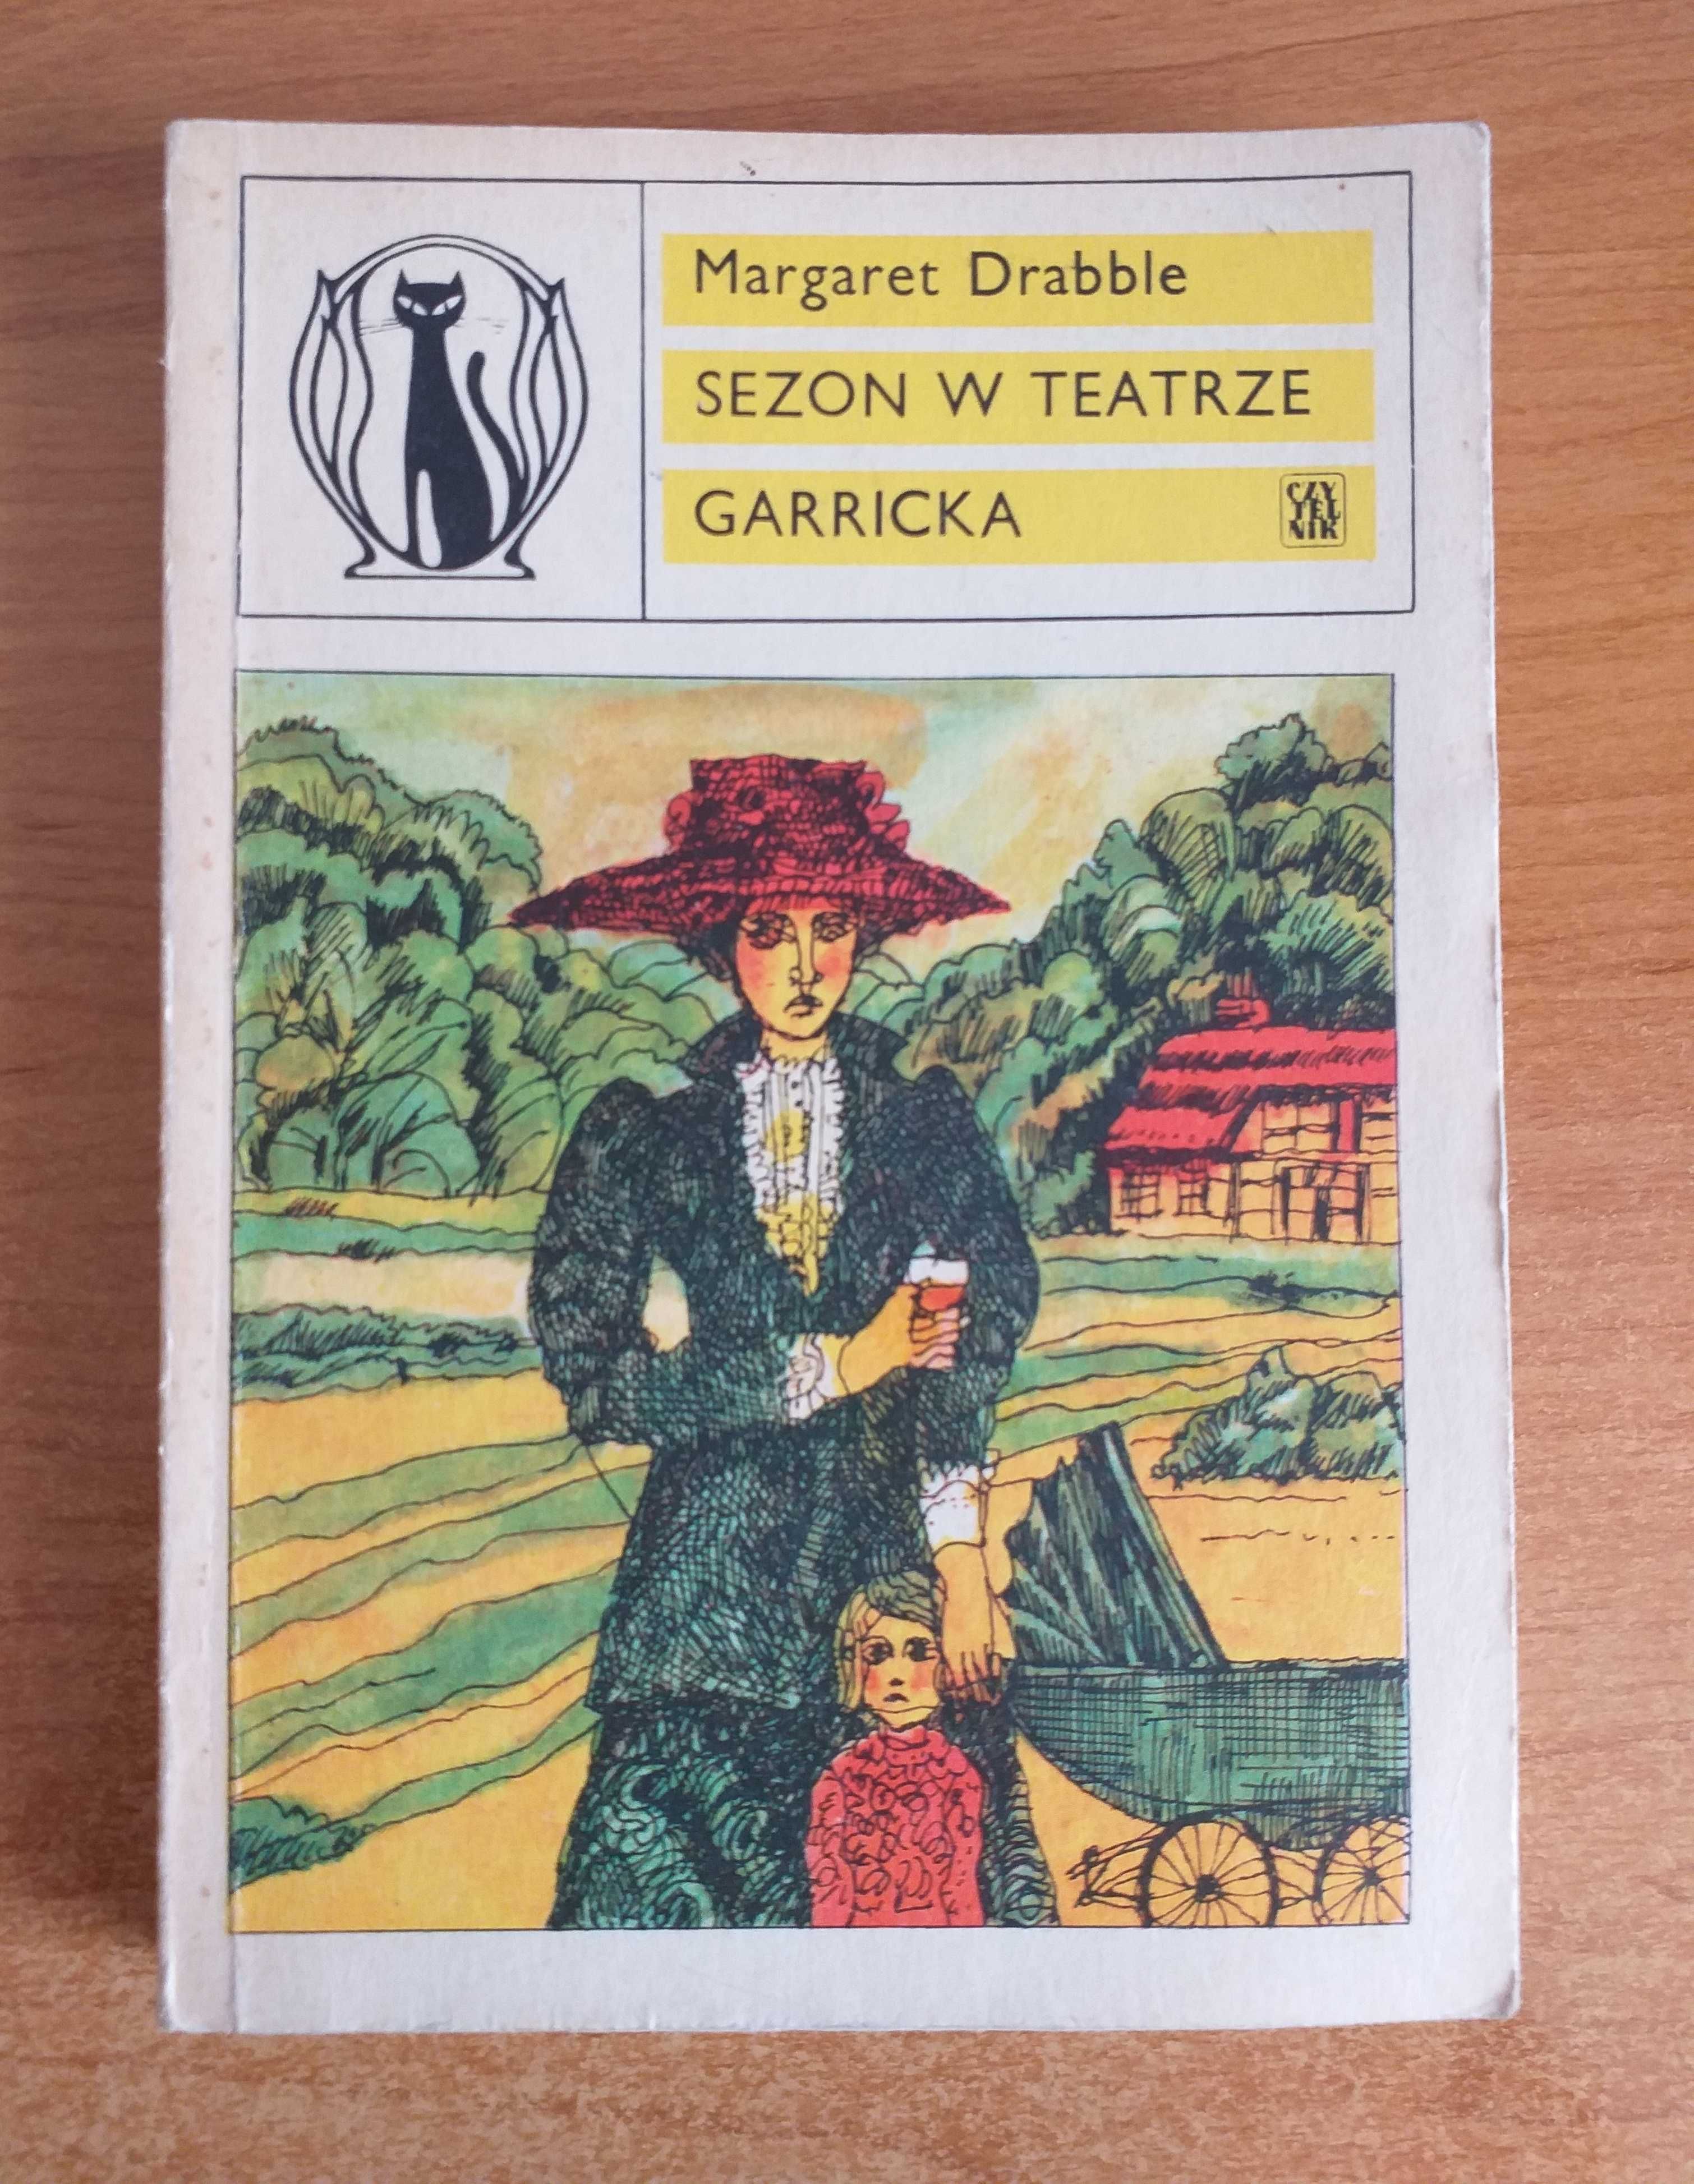 Margaret Drabble
SEZON W TEATRZE
GARRICKA
CZY
TEL
NIK